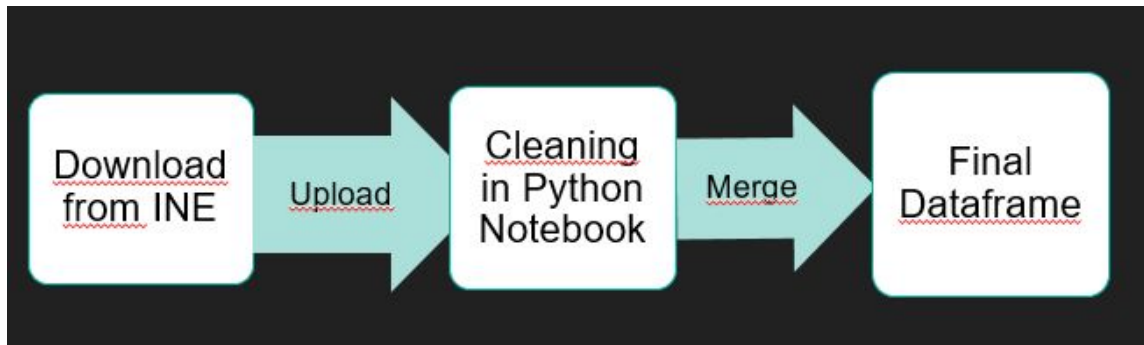 Download
from INE
Upload
Cleaning
in Python
Notebook
Merge
Final
Dataframe